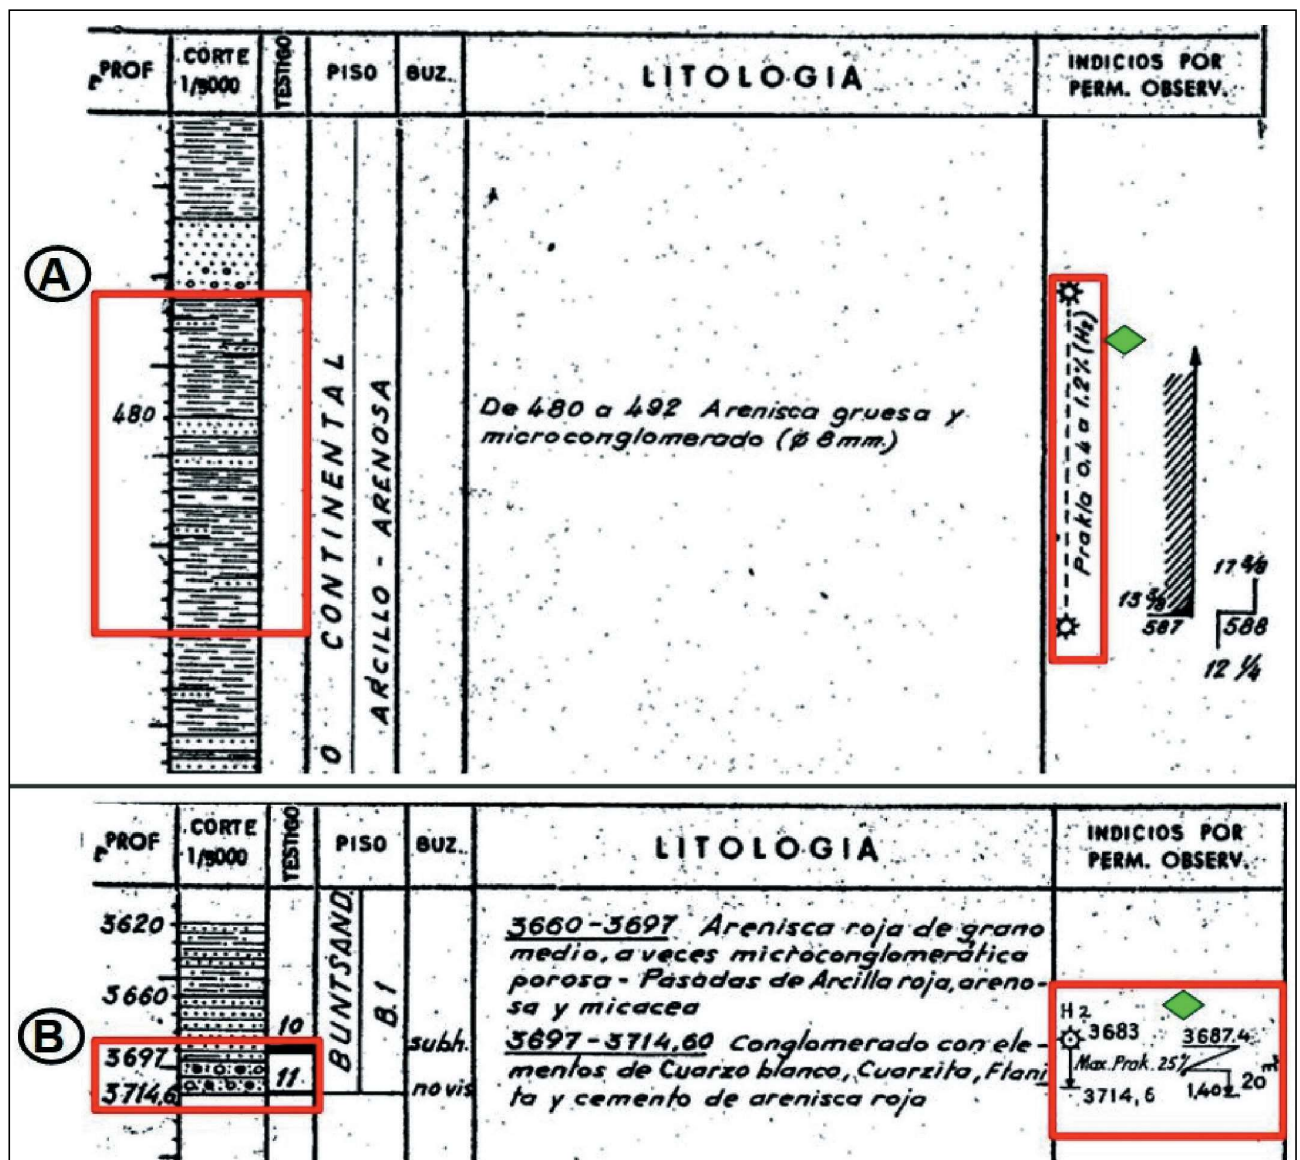 PROF
CORTE
1/5000
TESTIGO
PISO
BUZ.
LITOLOGIA
INDICIOS POR
PERM. OBSERV.
A
480
O CONTINENTAL
ARCILLO - ARENOSA
De 480 a 492 Arenisca gruesa y
microconglomerado (ø 8mm.)
Prakla 0,4 a 1.2% (H2)
13 3/8
587
17 3/8
588
12 1/4
PROF
CORTE
1/5000
TESTIGO
PISO
BUZ.
LITOLOGIA
INDICIOS POR
PERM. OBSERV.
B
3620
3660
3697
3714,6
10
11
BUNTSAND.
B.1
subh.
no vis
3660-3697 Arenisca roja de grano
medio, a veces microconglomerática
porosa - Pasadas de Arcilla roja, areno-
sa y micacea
3697-3714,60 Conglomerado con ele-
mentos de Cuarzo blanco, Cuarzita, Flani
ta y cemento de arenisca roja
H2
3683
Max. Prak. 25%
3714,6
3687.4
1,40
20 m3